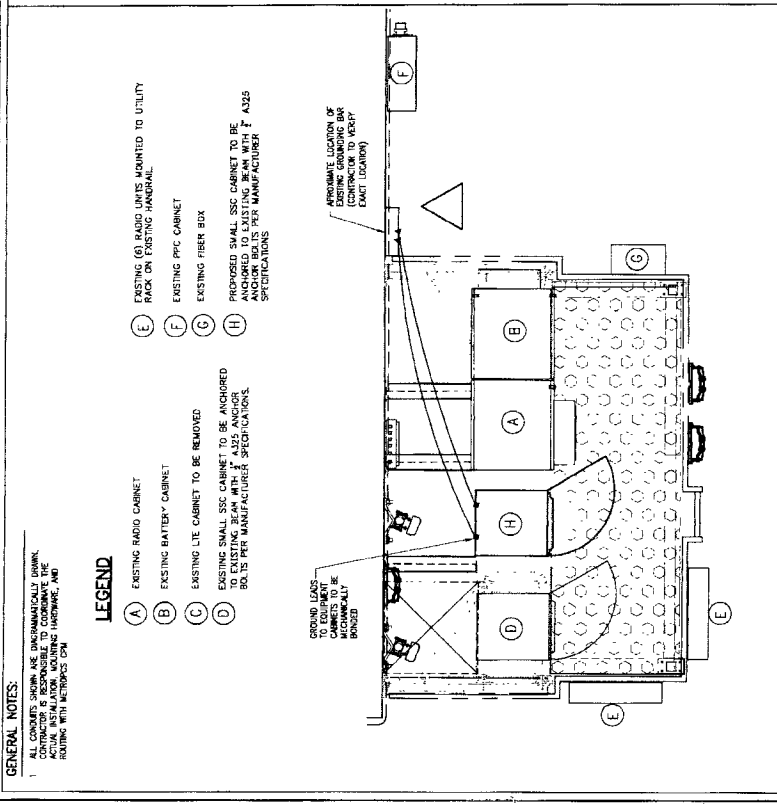 GENERAL NOTES:
1 ALL CONDUITS SHOWN ARE DIAGRAMMATICALLY DRAWN.
CONTRACTOR IS RESPONSIBLE TO COORDINATE THE
ACTUAL INSTALLATION, MOUNTING HARDWARE, AND
ROUTING WITH METROPCS CPM
LEGEND
A EXISTING RADIO CABINET
B EXISTING BATTERY CABINET
C EXISTING LTE CABINET TO BE REMOVED
D EXISTING SMALL SSC CABINET TO BE ANCHORED
TO EXISTING BEAM WITH A325 ANCHOR
BOLTS PER MANUFACTURER SPECIFICATIONS.
E EXISTING (6) RADIO UNITS MOUNTED TO UTILITY
RACK ON EXISTING HANDRAIL.
F EXISTING PPC CABINET
G EXISTING FIBER BOX
H PROPOSED SMALL SSC CABINET TO BE
ANCHORED TO EXISTING BEAM WITH A325
ANCHOR BOLTS PER MANUFACTURER
SPECIFICATIONS
GROUND LEADS
TO EQUIPMENT
CABINETS TO BE
MECHANICALLY
BONDED
APROXIMATE LOCATION OF
EXISTING GROUNDING BAR
(CONTRACTOR TO VERIFY
EXACT LOCATION)
F
G
B
A
H
D
E
E